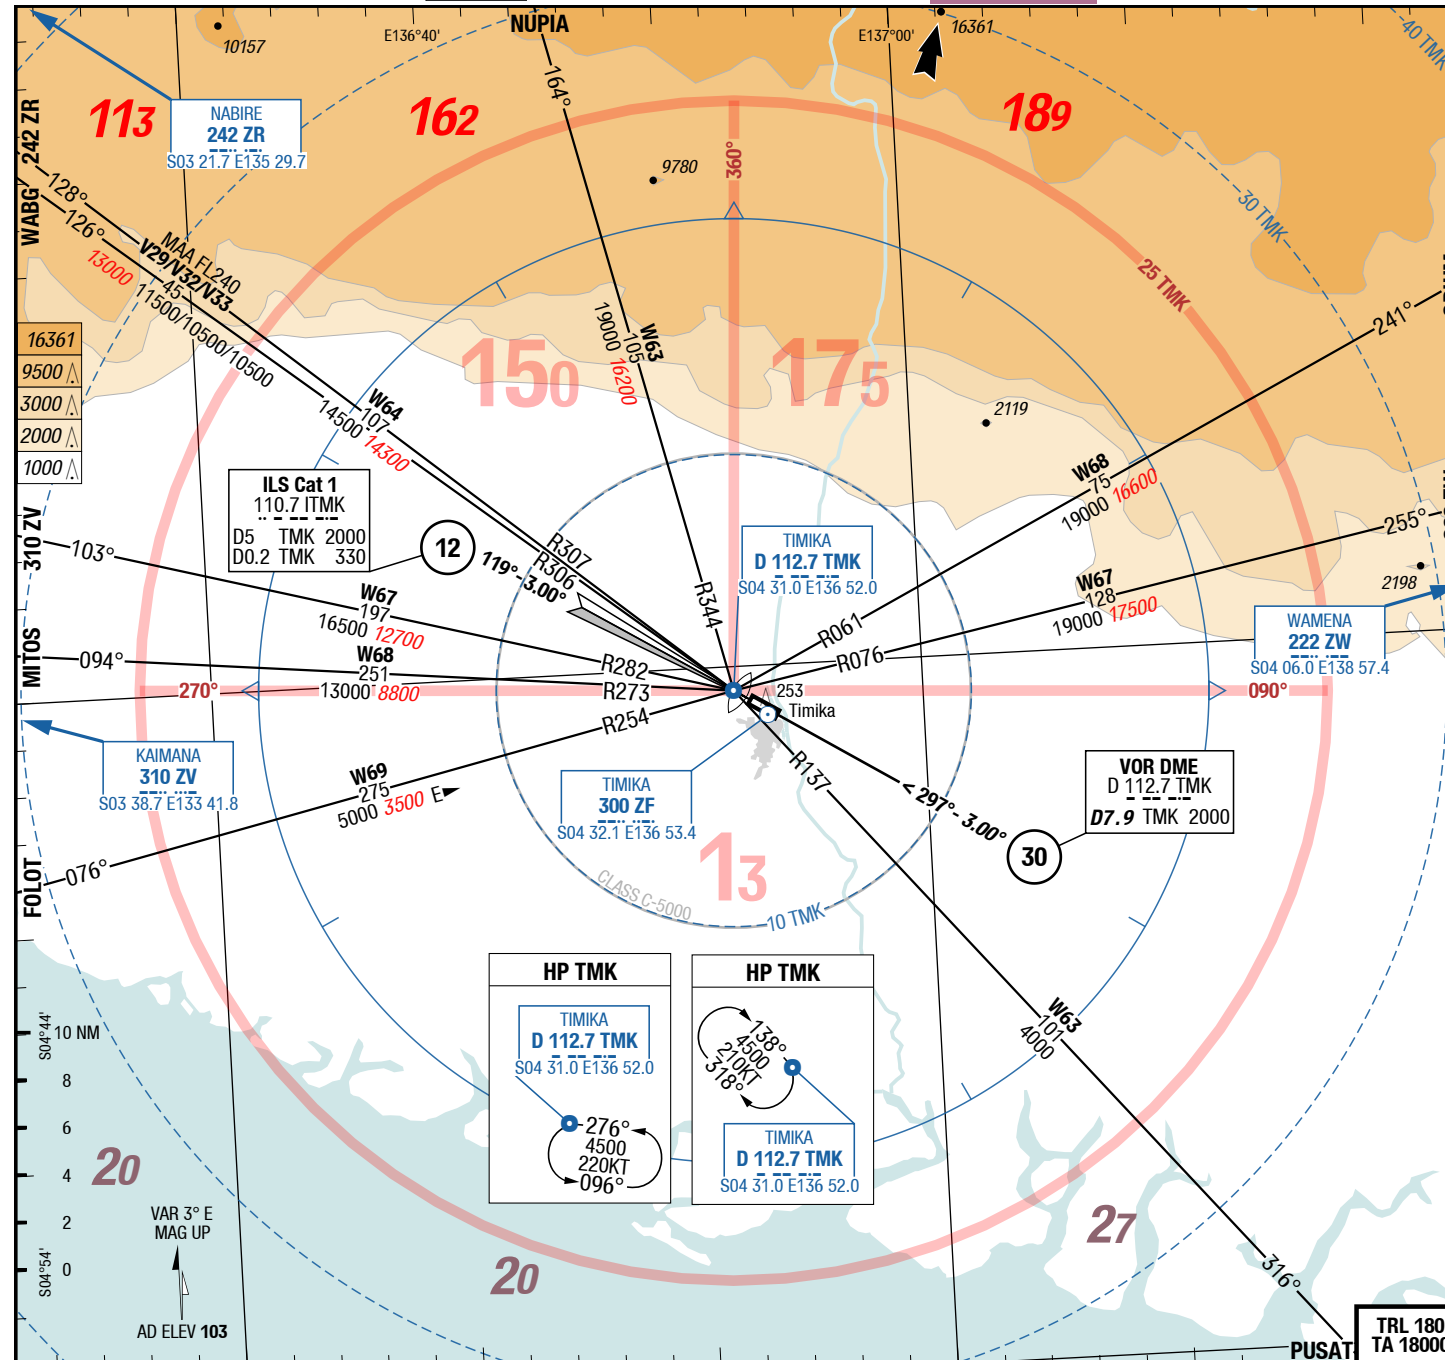 NUPIA
10157
E136°40'
E137°00'
16361
40 TMK
113
162
189
NABIRE
242 ZR
S03 21.7 E135 29.7
164°
360°
9780
30 TMK
WABG 242 ZR
128°
126°
13000
MAA FL240
V29/V32/V33
45
11500/10500/10500
25 TMK
241°
16361
9500
3000
2000
1000
W63
105
19000 16200
150
175
2119
W64
107
14500 14300
W68
75
19000 16600
ILS Cat 1
110.7 ITMK
D5 TMK 2000
D0.2 TMK 330
12
119°-3.00°
R307
R306
R344
TIMIKA
D 112.7 TMK
S04 31.0 E136 52.0
255°
2198
310 ZV
103°
W67
197
16500 12700
W67
128
19000 17500
R061
R076
WAMENA
222 ZW
S04 06.0 E138 57.4
MITOS
094°
W68
251
13000 8800
R282
R273
R254
270°
090°
253
Timika
KAIMANA
310 ZV
S03 38.7 E133 41.8
W69
275
5000 3500 E
TIMIKA
300 ZF
S04 32.1 E136 53.4
R137
< 297° - 3.00°
30
VOR DME
D 112.7 TMK
D7.9 TMK 2000
FOLOT
076°
13
CLASS C-5000
10 TMK
HP TMK
TIMIKA
D 112.7 TMK
S04 31.0 E136 52.0
276°
4500
220KT
096°
HP TMK
138°
4500
210KT
318°
TIMIKA
D 112.7 TMK
S04 31.0 E136 52.0
W63
101
4000
S04°44'
10 NM
8
6
4
2
0
S04°54'
20
20
27
VAR 3° E
MAG UP
AD ELEV 103
316°
PUSAT
TRL 180
TA 18000